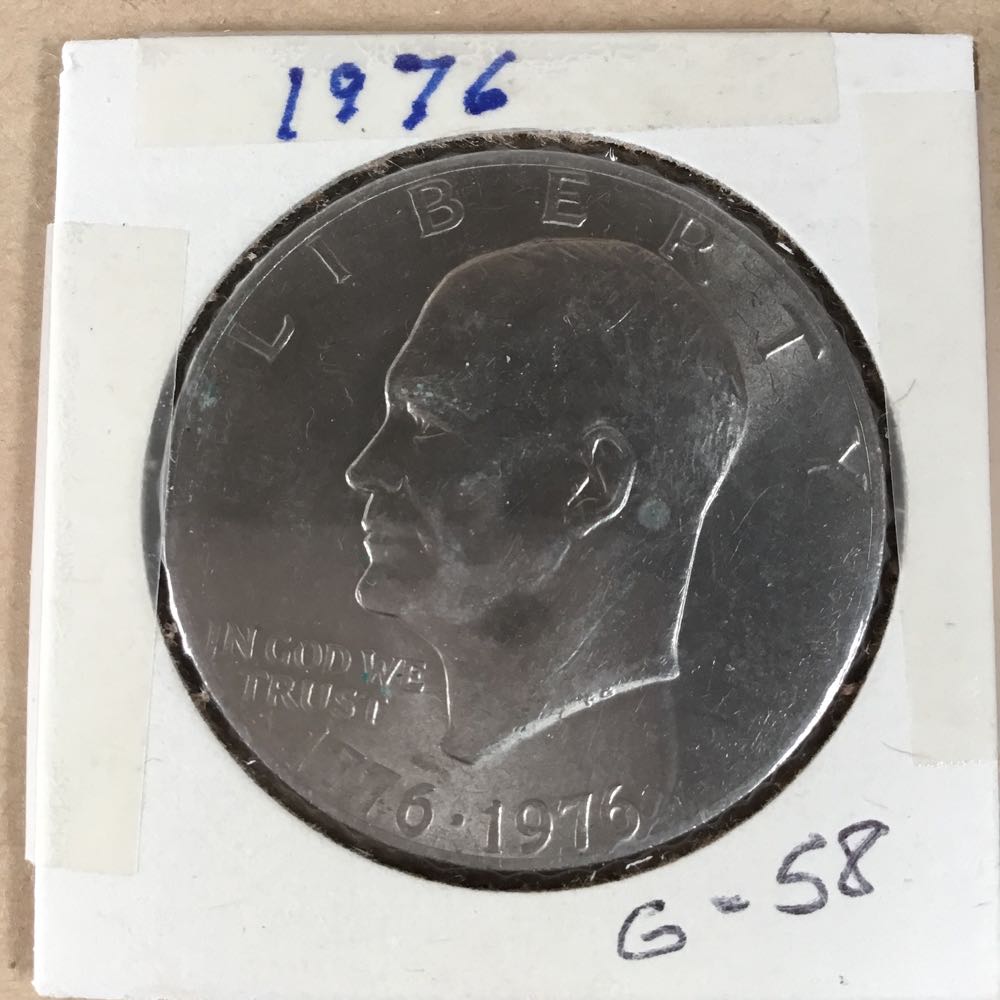 1976
LIBERTY
IN GOD WE
TRUST
1776 · 1976
G-58